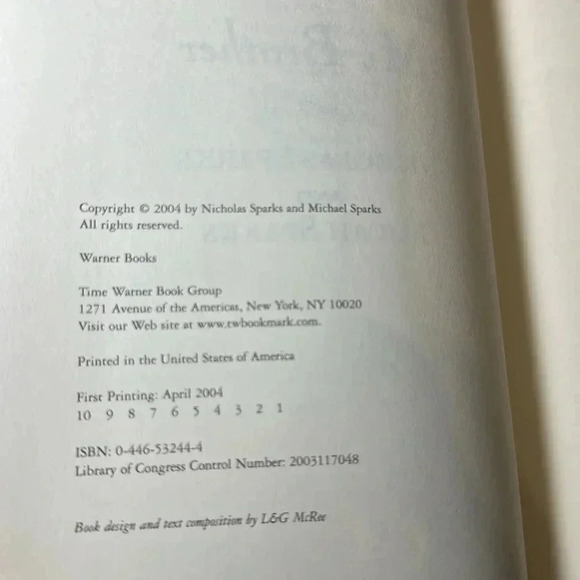 Copyright © 2004 by Nicholas Sparks and Michael Sparks
All rights reserved.
Warner Books
Time Warner Book Group
1271 Avenue of the Americas, New York, NY 10020
Visit our Web site at www.twbookmark.com.
Printed in the United States of America
First Printing: April 2004
10 9 8 7 6 5 4 3 2 1
ISBN: 0-446-53244-4
Library of Congress Control Number: 2003117048
Book design and text composition by L&G McRee